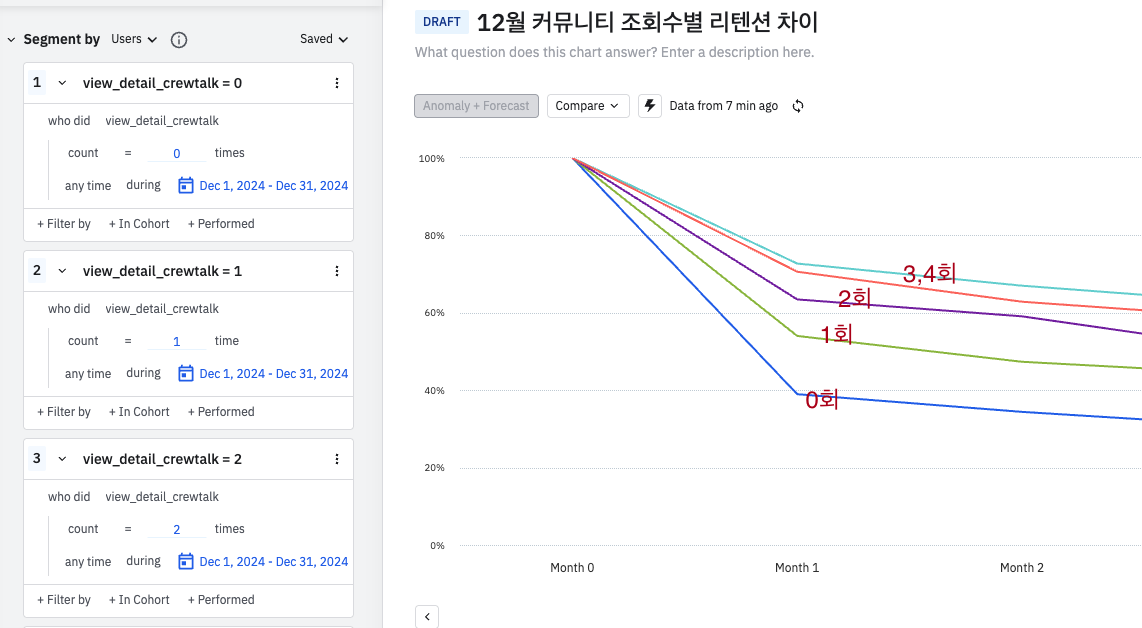 Segment by Users Saved
1 view_detail_crewtalk = 0
who did view_detail_crewtalk
count = 0 times
any time during Dec 1, 2024 - Dec 31, 2024
+ Filter by + In Cohort + Performed
2 view_detail_crewtalk = 1
who did view_detail_crewtalk
count = 1 time
any time during Dec 1, 2024 - Dec 31, 2024
+ Filter by + In Cohort + Performed
3 view_detail_crewtalk = 2
who did view_detail_crewtalk
count = 2 times
any time during Dec 1, 2024 - Dec 31, 2024
+ Filter by + In Cohort + Performed
DRAFT 12월 커뮤니티 조회수별 리텐션 차이
What question does this chart answer? Enter a description here.
Anomaly + Forecast Compare Data from 7 min ago
100%
80%
3,4회
2회
60%
1회
40%
0회
20%
0%
Month 0 Month 1 Month 2